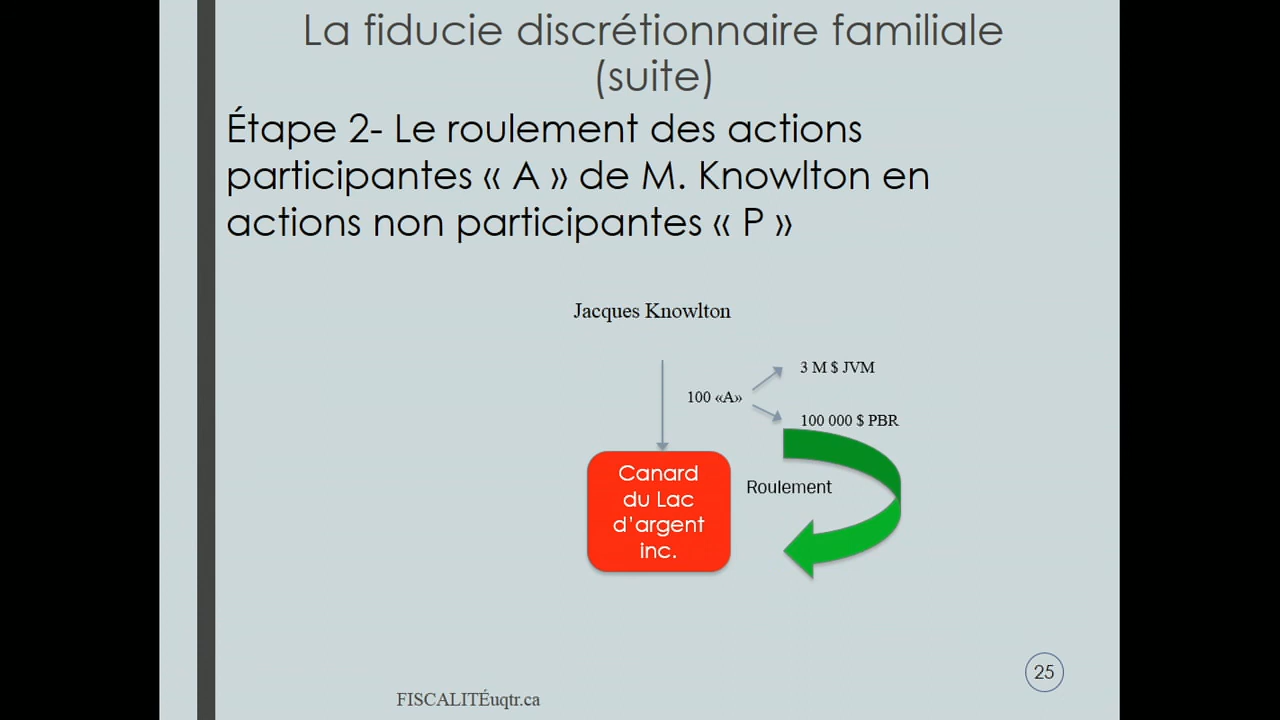 La fiducie discrétionnaire familiale
(suite)
Étape 2- Le roulement des actions
participantes « A » de M. Knowlton en
actions non participantes « P »
Jacques Knowlton
3 M $ JVM
100 «A»
100 000 $ PBR
Canard
du Lac
d'argent
inc.
Roulement
25
FISCALITÉuqtr.ca